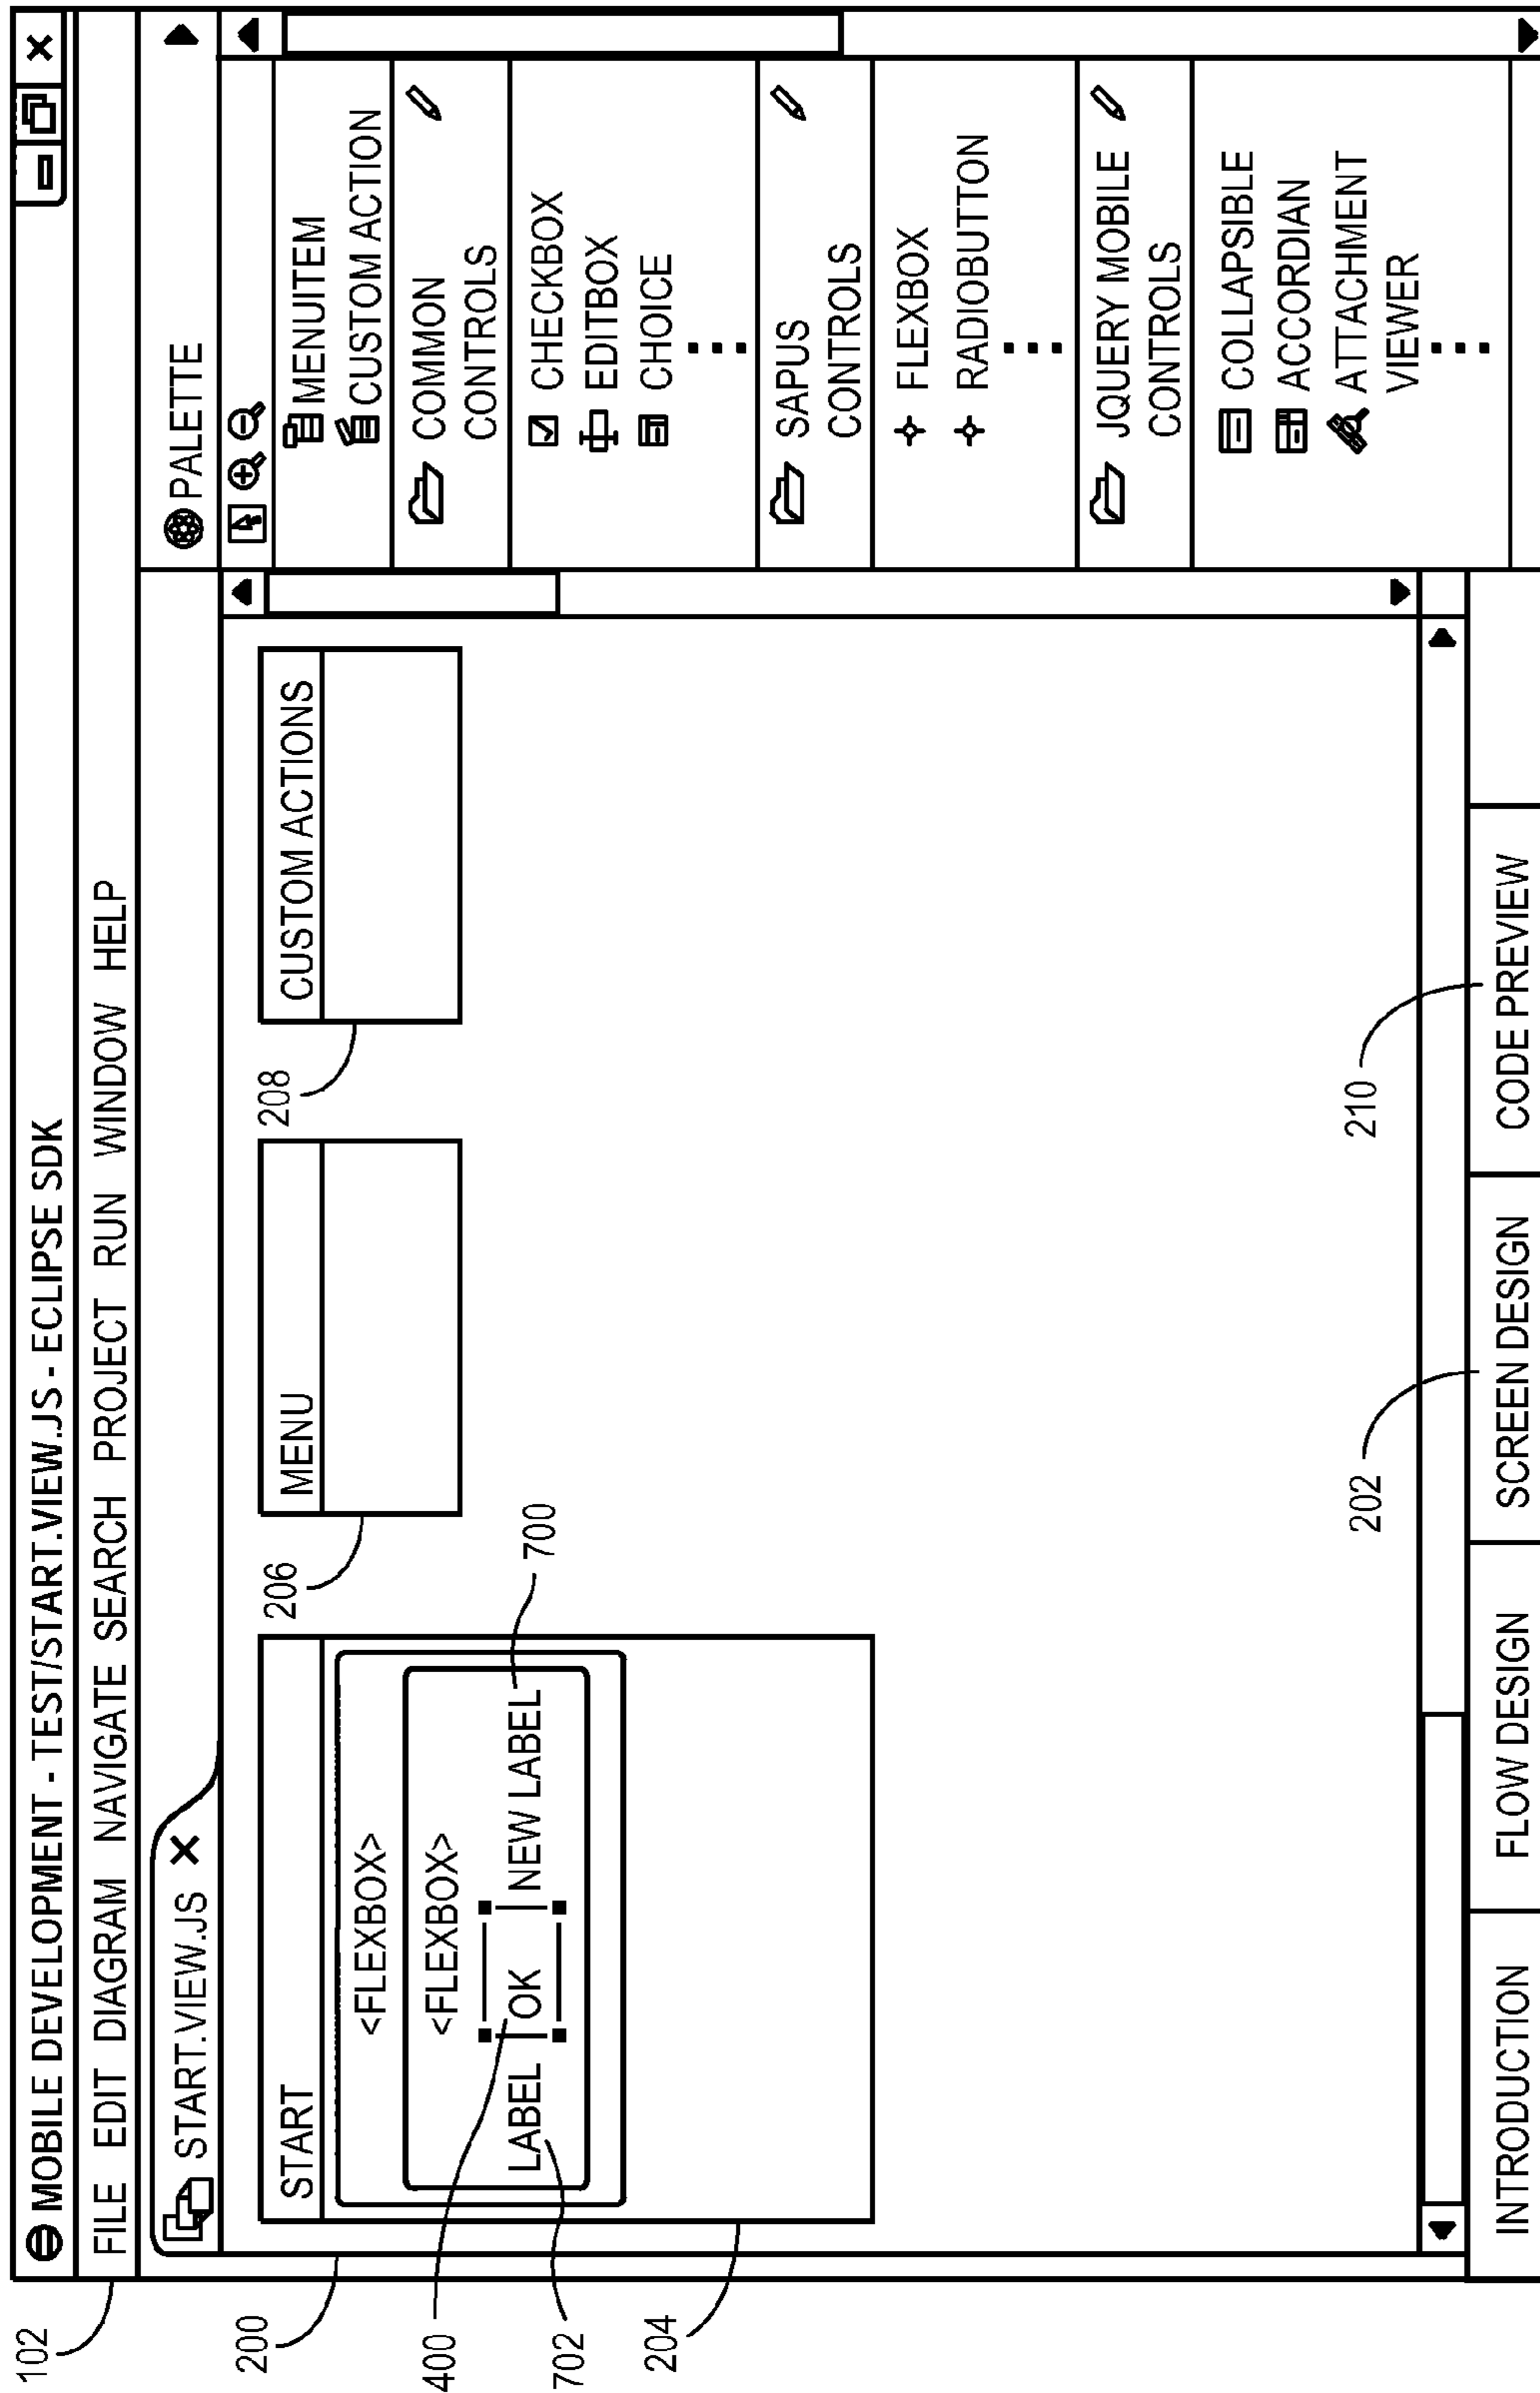 102
MOBILE DEVELOPMENT - TEST/START.VIEW.JS - ECLIPSE SDK
FILE EDIT DIAGRAM NAVIGATE SEARCH PROJECT RUN WINDOW HELP
START.VIEW.JS
200
START
<FLEXBOX>
<FLEXBOX>
LABEL OK NEW LABEL
400
702
700
204
206
MENU
208
CUSTOM ACTIONS
PALETTE
MENUITEM
CUSTOM ACTION
COMMON
CONTROLS
CHECKBOX
EDITBOX
CHOICE
SAPUS
CONTROLS
FLEXBOX
RADIOBUTTON
JQUERY MOBILE
CONTROLS
COLLAPSIBLE
ACCORDIAN
ATTACHMENT
VIEWER
202
210
INTRODUCTION
FLOW DESIGN
SCREEN DESIGN
CODE PREVIEW